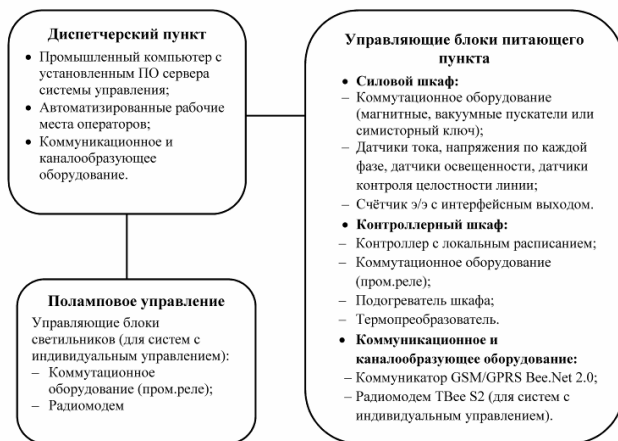 Диспетчерский пункт
• Промышленный компьютер с
установленным ПО сервера
системы управления;
• Автоматизированные рабочие
места операторов;
• Коммуникационное и
каналообразующее
оборудование.
Поламповое управление
Управляющие блоки
светильников (для систем с
индивидуальным управлением):
– Коммутационное
оборудование (пром.реле)
– Радиомодем
Управляющие блоки питающего
пункта
• Силовой шкаф:
– Коммутационное оборудование
(магнитные, вакуумные пускатели или
симисторный ключ);
– Датчики тока, напряжения по каждой
фазе, датчики освещенности, датчики
контроля целостности линии;
– Счётчик э/э с интерфейсным выходом.
• Контроллерный шкаф:
– Контроллер с локальным расписанием;
– Коммутационное оборудование
(пром.реле);
– Подогреватель шкафа;
– Термопреобразователь.
• Коммуникационное и
каналообразующее оборудование:
– Коммуникатор GSM/GPRS Bee.Net 2.0;
– Радиомодем TBee S2 (для систем с
индивидуальным управлением).